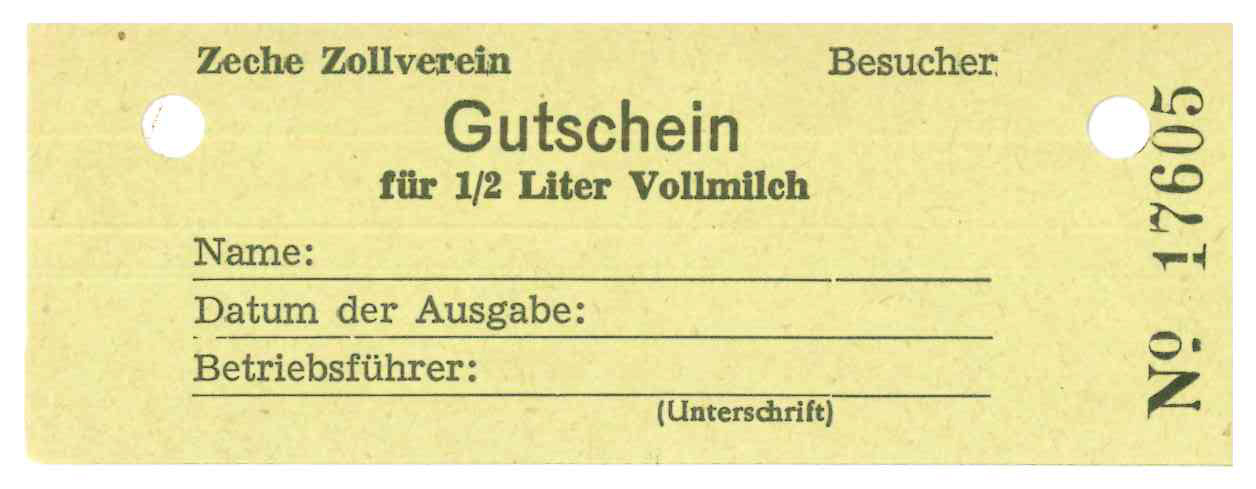 Zeche Zollverein Besucher
Gutschein
für 1/2 Liter Vollmilch
Name:
Datum der Ausgabe:
Betriebsführer:
(Unterschrift)
No 17605